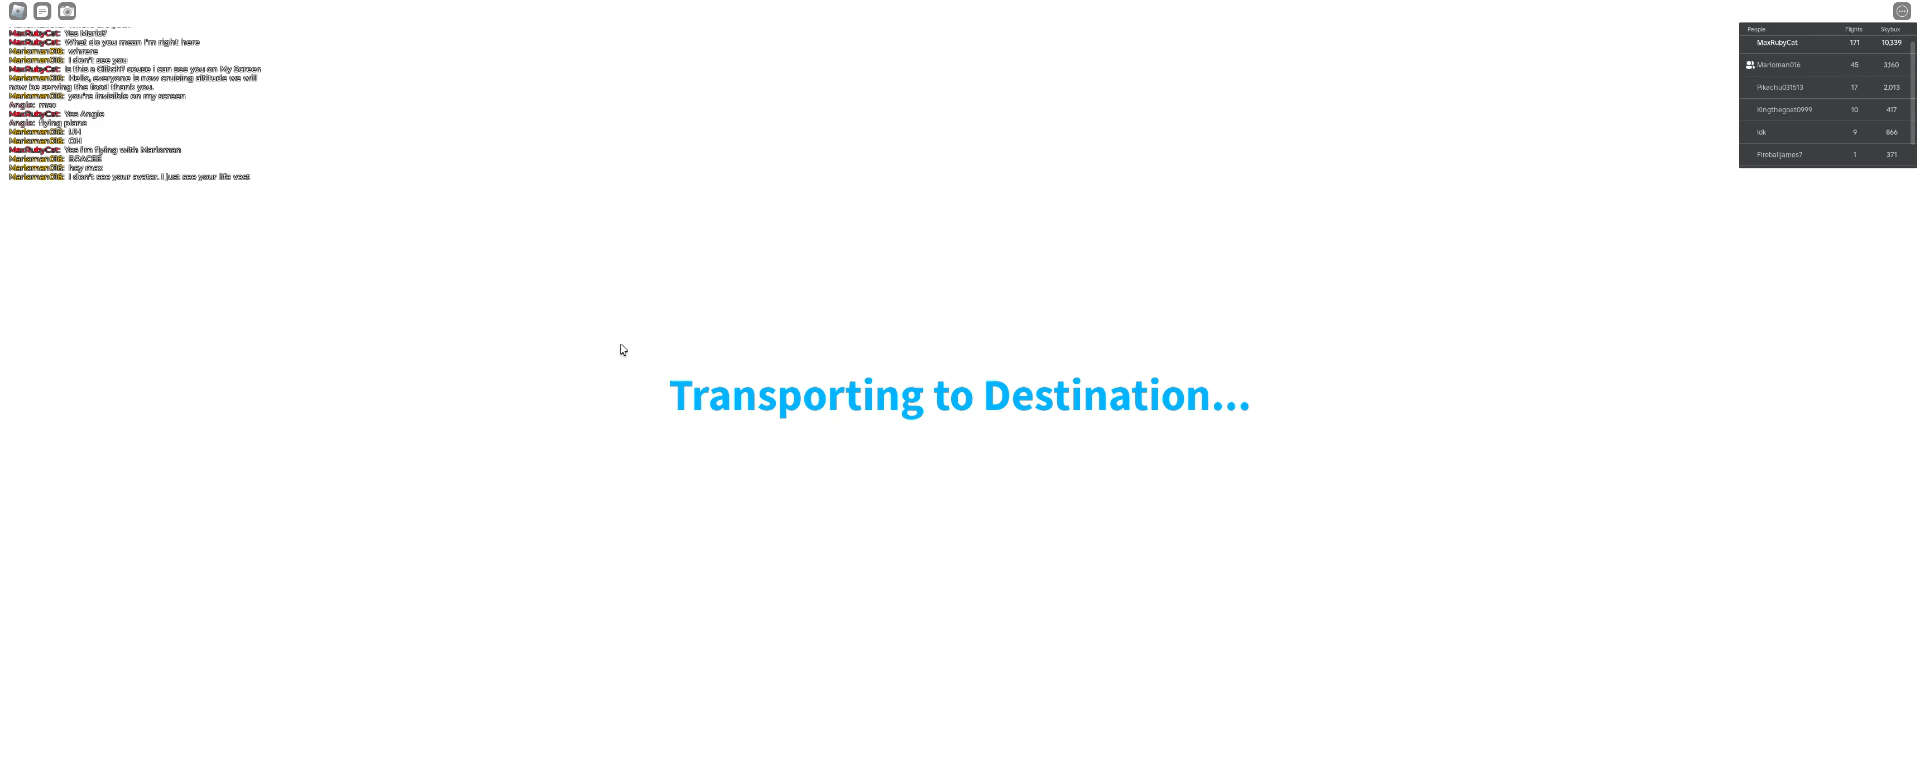 MaxRubyCat: Yes Mario?
MaxRubyCat: What do you mean I'm right here
Marioman016: whrere
Marioman016: I don't see you
MaxRubyCat: Is this a Glitch? cause I can see you on My Screen
Marioman016: Hello, everyone is now cruising altitude we will
now be serving the food thank you.
Marioman016: you're invisible on my screen
Angie: max
MaxRubyCat: Yes Angie
Angie: flying plane
Marioman016: UH
Marioman016: OH
MaxRubyCat: Yes I'm flying with Marioman
Marioman016: BRACEE
Marioman016: hey max
Marioman016: I don't see your avatar. I just see your life vest
People Flights Skybux
MaxRubyCat 171 10,339
Marioman016 45 3,160
Pikachu031513 17 2,013
Kingthegoat0999 10 417
Idk 9 866
Fireballjames7 1 371
Transporting to Destination...